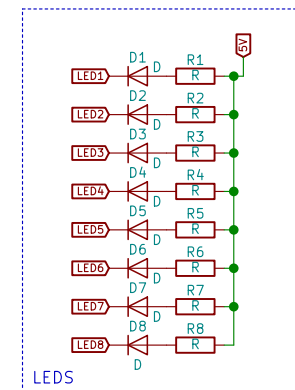 5V
D1 R1
LED1 D R
D2 R2
LED2 D R
D3 R3
LED3 D R
D4 R4
LED4 D R
D5 R5
LED5 D R
D6 R6
LED6 D R
D7 R7
LED7 D R
D8 R8
LED8 R
D
LEDS